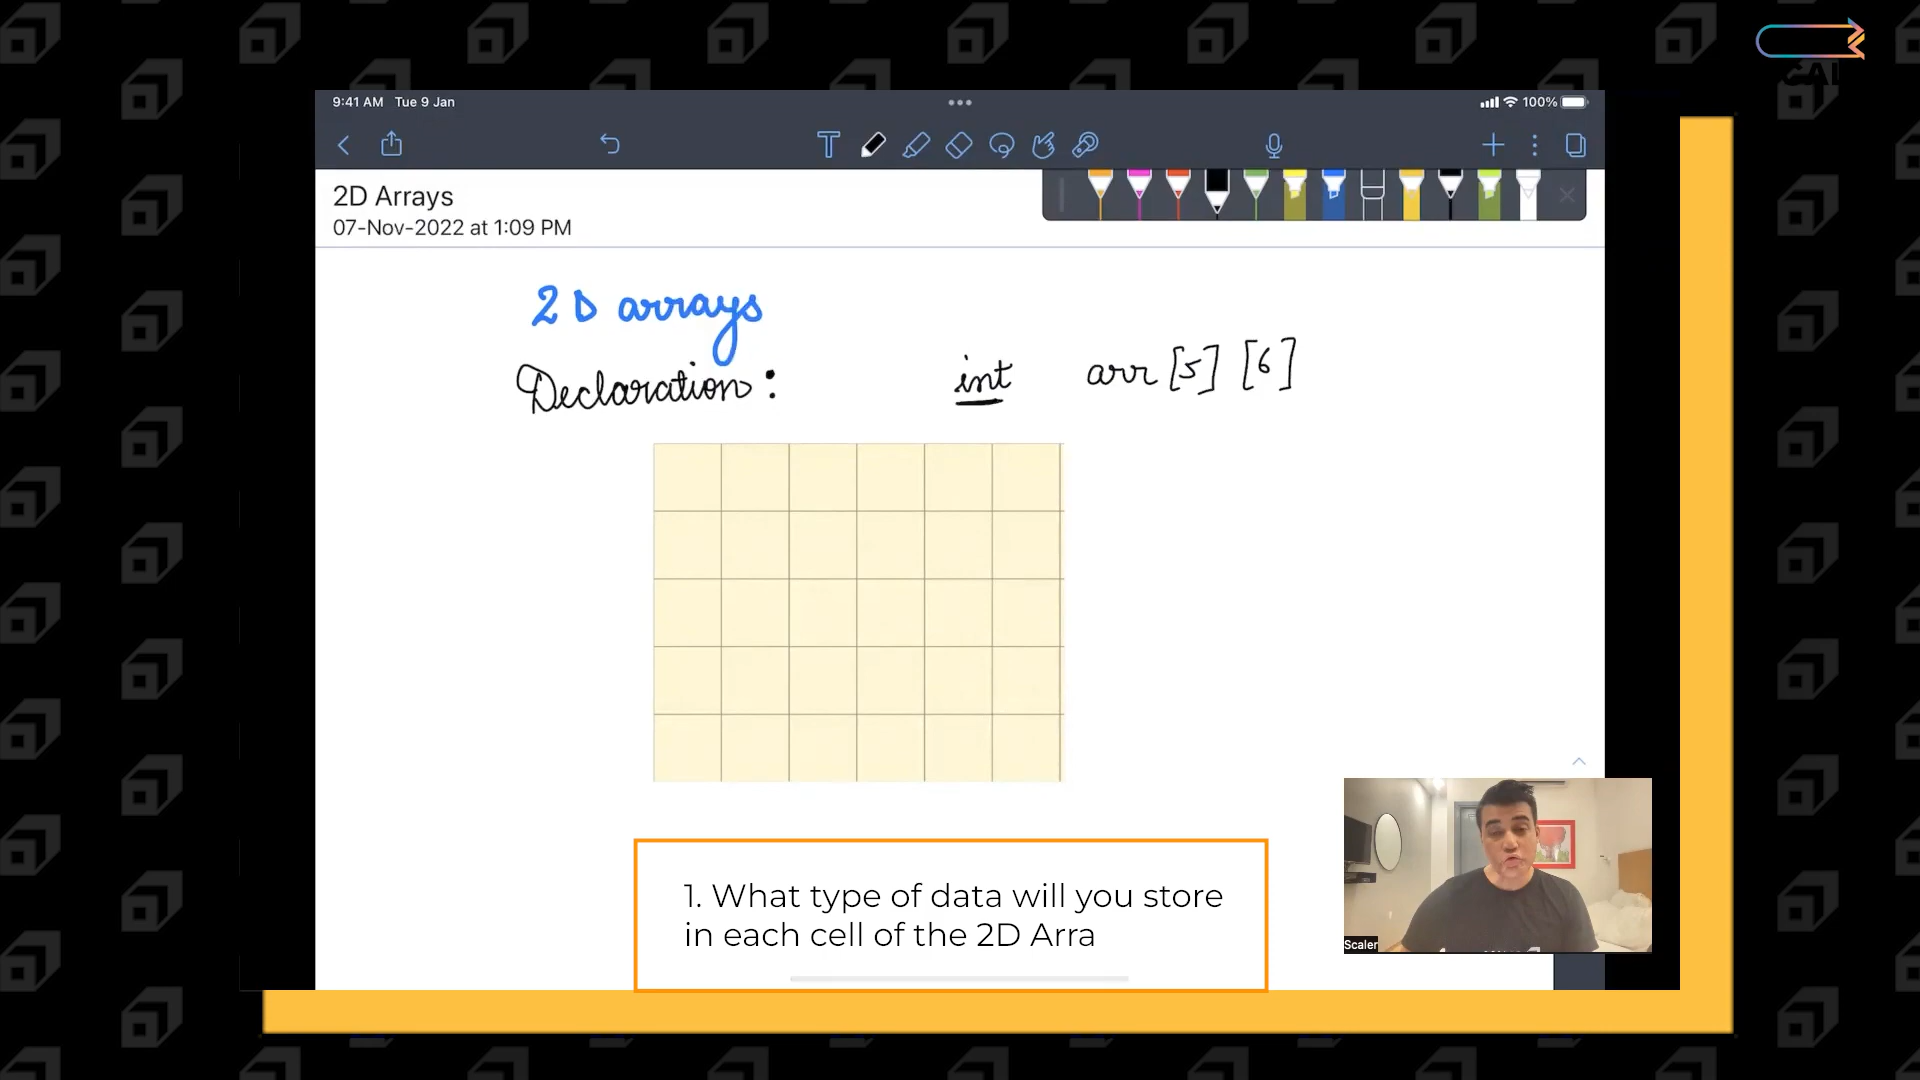 9:41 AM Tue 9 Jan
100%
2D Arrays
07-Nov-2022 at 1:09 PM
2D arrays
Declaration: int arr[5][6]
1. What type of data will you store
in each cell of the 2D Arra
Scaler